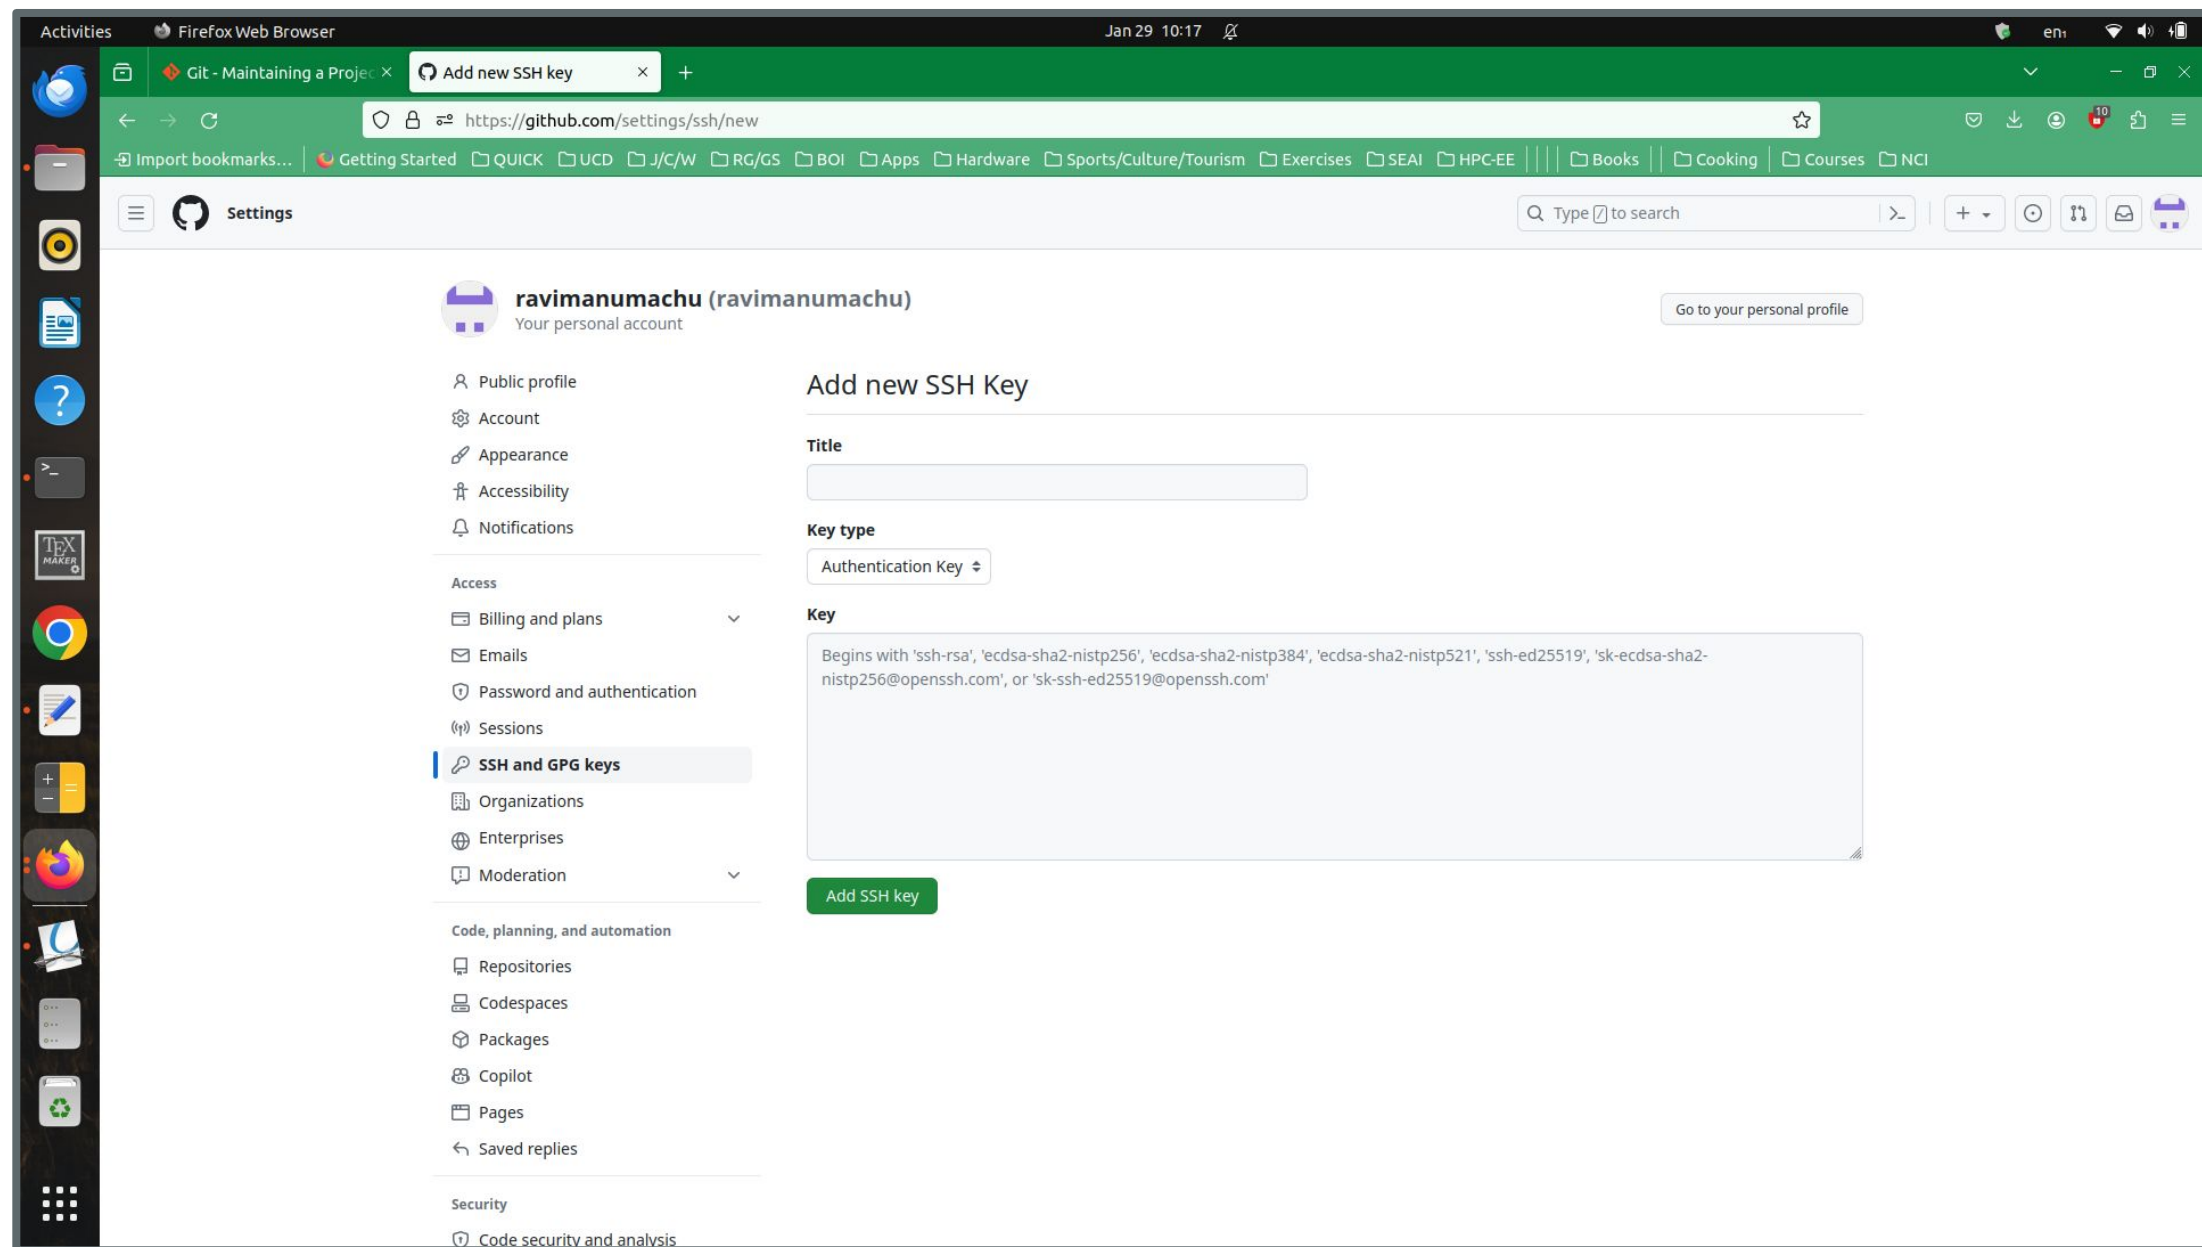 Activities Firefox Web Browser Jan 29 10:17 en₁
Git - Maintaining a Projec Add new SSH key
https://github.com/settings/ssh/new 10
Import bookmarks... Getting Started QUICK UCD J/C/W RG/GS BOI Apps Hardware Sports/Culture/Tourism Exercises SEAI HPC-EE Books Cooking Courses NCI
Settings Type / to search
ravimanumachu (ravimanumachu)
Your personal account
Go to your personal profile
Public profile
Account
Appearance
Accessibility
Notifications
Access
Billing and plans
Emails
Password and authentication
Sessions
SSH and GPG keys
Organizations
Enterprises
Moderation
Code, planning, and automation
Repositories
Codespaces
Packages
Copilot
Pages
Saved replies
Security
Code security and analysis
Add new SSH Key
Title
Key type
Authentication Key
Key
Begins with 'ssh-rsa', 'ecdsa-sha2-nistp256', 'ecdsa-sha2-nistp384', 'ecdsa-sha2-nistp521', 'ssh-ed25519', 'sk-ecdsa-sha2-
nistp256@openssh.com', or 'sk-ssh-ed25519@openssh.com'
Add SSH key
TEX
MAKER